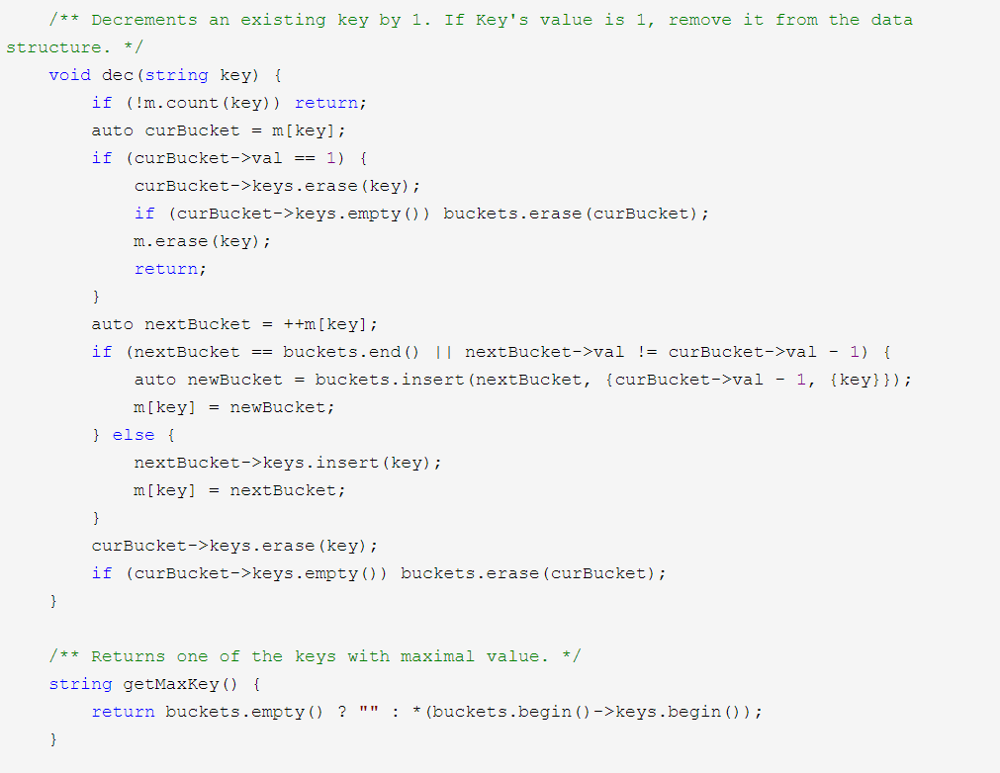 /** Decrements an existing key by 1. If Key's value is 1, remove it from the data
structure. */
    void dec(string key) {
        if (!m.count(key)) return;
        auto curBucket = m[key];
        if (curBucket->val == 1) {
            curBucket->keys.erase(key);
            if (curBucket->keys.empty()) buckets.erase(curBucket);
            m.erase(key);
            return;
        }
        auto nextBucket = ++m[key];
        if (nextBucket == buckets.end() || nextBucket->val != curBucket->val - 1) {
            auto newBucket = buckets.insert(nextBucket, {curBucket->val - 1, {key}});
            m[key] = newBucket;
        } else {
            nextBucket->keys.insert(key);
            m[key] = nextBucket;
        }
        curBucket->keys.erase(key);
        if (curBucket->keys.empty()) buckets.erase(curBucket);
    }

    /** Returns one of the keys with maximal value. */
    string getMaxKey() {
        return buckets.empty() ? "" : *(buckets.begin()->keys.begin());
    }